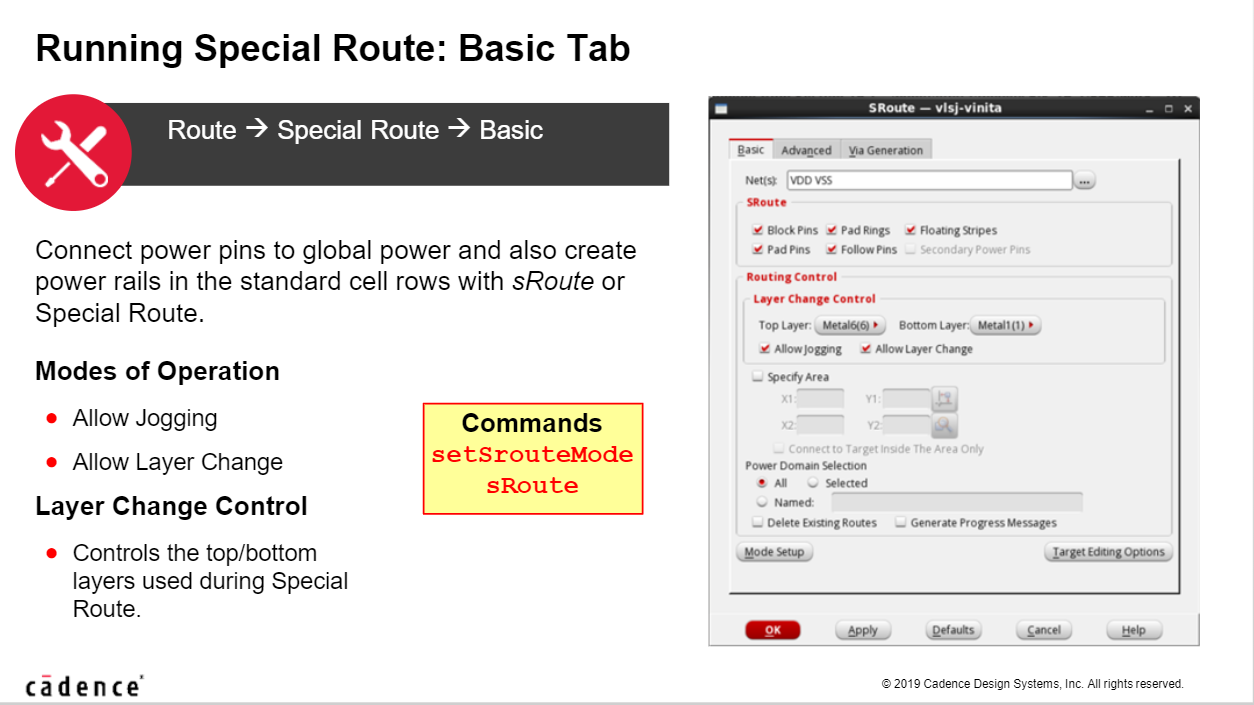 Running Special Route: Basic Tab
Route → Special Route → Basic
Connect power pins to global power and also create
power rails in the standard cell rows with sRoute or
Special Route.
Modes of Operation
● Allow Jogging
● Allow Layer Change
Layer Change Control
● Controls the top/bottom
layers used during Special
Route.
Commands
setSrouteMode
sRoute
SRoute — vlsj-vinita
Basic Advanced Via Generation
Net(s): VDD VSS ...
SRoute
Block Pins Pad Rings Floating Stripes
Pad Pins Follow Pins Secondary Power Pins
Routing Control
Layer Change Control
Top Layer: Metal6(6) Bottom Layer: Metal1(1)
Allow Jogging Allow Layer Change
Specify Area
X1: Y1:
X2: Y2:
Connect to Target Inside The Area Only
Power Domain Selection
All Selected
Named:
Delete Existing Routes Generate Progress Messages
Mode Setup Target Editing Options
OK Apply Defaults Cancel Help
cādence
© 2019 Cadence Design Systems, Inc. All rights reserved.